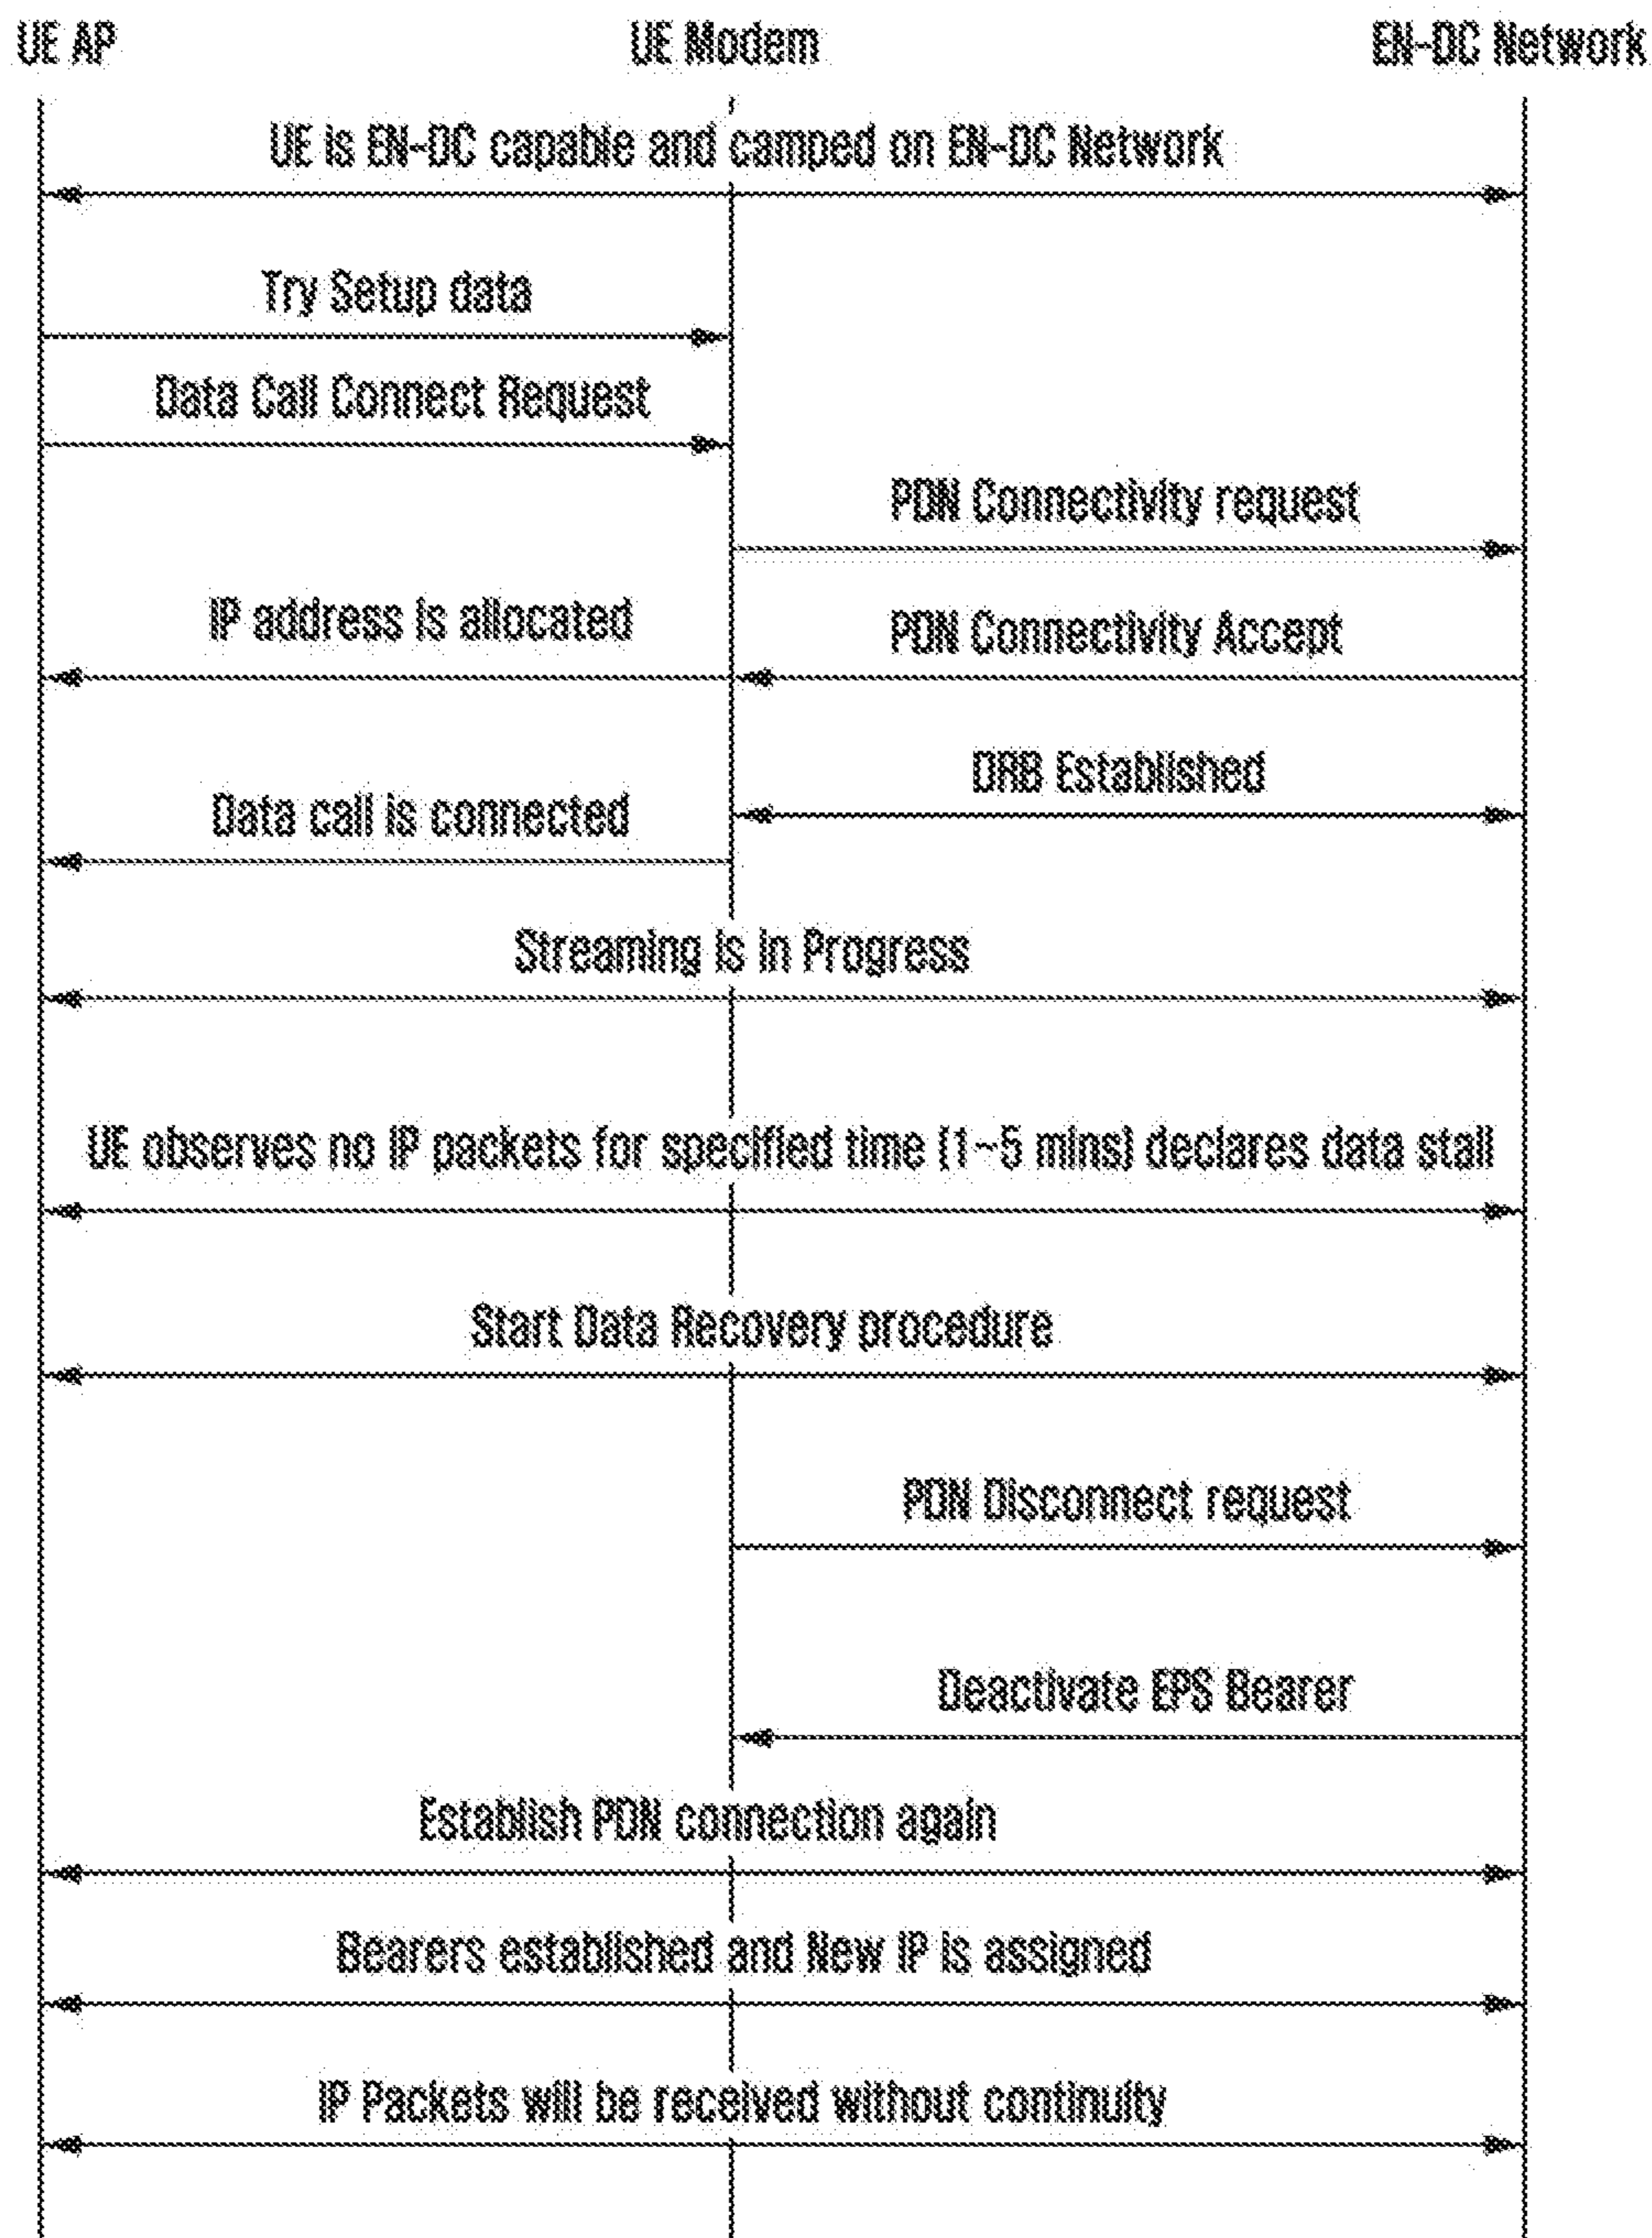 UE AP
UE Modem
EN-DC Network
UE is EN-DC capable and camped on EN-DC Network
Try Setup data
Data Call Connect Request
PDN Connectivity request
IP address is allocated
PDN Connectivity Accept
DRB Established
Data call is connected
Streaming is in Progress
UE observes no IP packets for specified time (1~5 mins) declares data stall
Start Data Recovery procedure
PDN Disconnect request
Deactivate EPS Bearer
Establish PDN connection again
Bearers established and New IP is assigned
IP Packets will be received without continuity